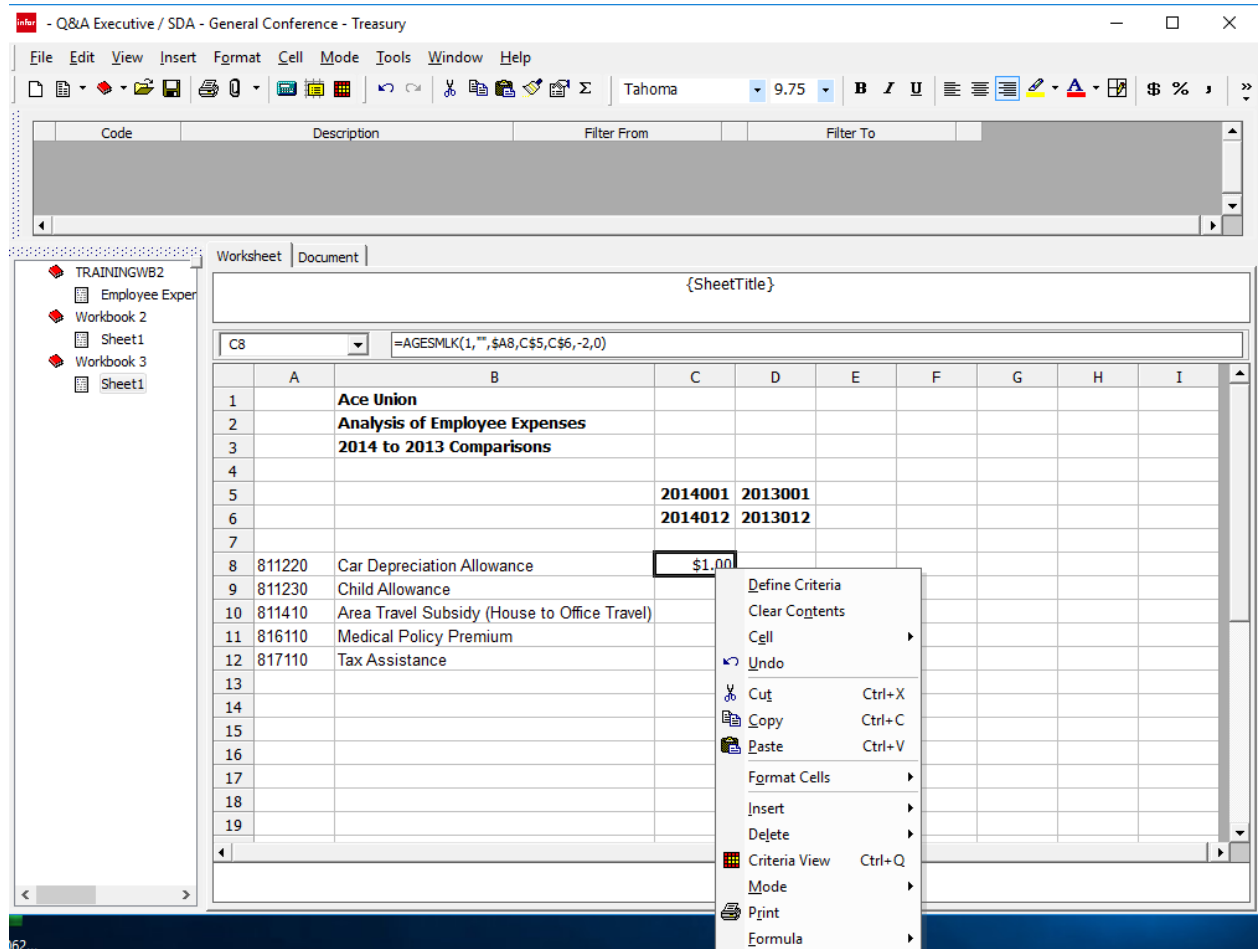 infor - Q&A Executive / SDA - General Conference - Treasury
File Edit View Insert Format Cell Mode Tools Window Help
Tahoma 9.75 B I U $ % , »
Code Description Filter From Filter To
Worksheet Document
TRAININGWB2
Employee Exper
Workbook 2
Sheet1
Workbook 3
Sheet1
{SheetTitle}
C8 =AGESMLK(1,"",$A8,C$5,C$6,-2,0)
A B C D E F G H I
1 Ace Union
2 Analysis of Employee Expenses
3 2014 to 2013 Comparisons
4
5 2014001 2013001
6 2014012 2013012
7
8 811220 Car Depreciation Allowance $1.00
9 811230 Child Allowance
10 811410 Area Travel Subsidy (House to Office Travel)
11 816110 Medical Policy Premium
12 817110 Tax Assistance
13
14
15
16
17
18
19
Define Criteria
Clear Contents
Cell
Undo
Cut Ctrl+X
Copy Ctrl+C
Paste Ctrl+V
Format Cells
Insert
Delete
Criteria View Ctrl+Q
Mode
Print
Formula